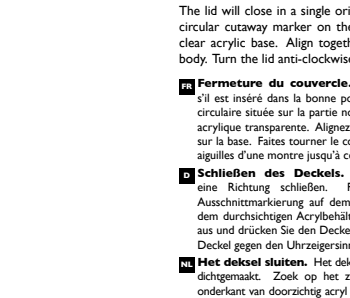 The lid will close in a single ori
circular cutaway marker on the
clear acrylic base. Align togeth
body. Turn the lid anti-clockwise
FR Fermeture du couvercle.
s'il est inséré dans la bonne po
circulaire située sur la partie no
acrylique transparente. Alignez
sur la base. Faites tourner le co
aiguilles d'une montre jusqu'à c
D Schließen des Deckels.
eine Richtung schließen. F
Ausschnittmarkierung auf dem
dem durchsichtigen Acrylbehält
aus und drücken Sie den Decke
Deckel gegen den Uhrzeigersinn
NL Het deksel sluiten. Het dek
dichtgemaakt. Zoek op het z
onderkant van doorzichtig acryl